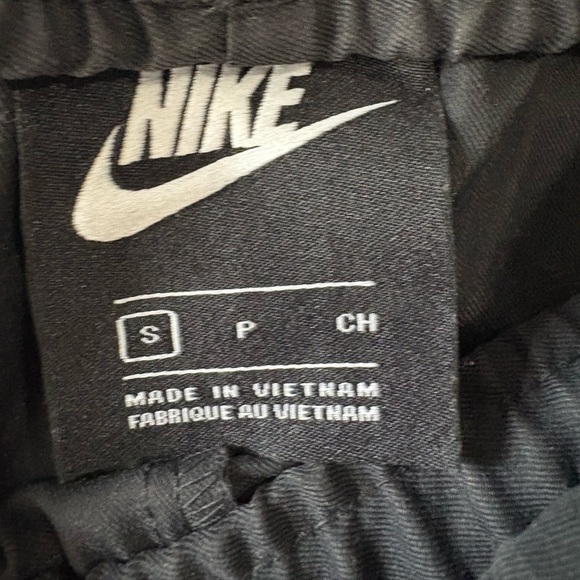 NIKE
S P CH
MADE IN VIETNAM
FABRIQUE AU VIETNAM